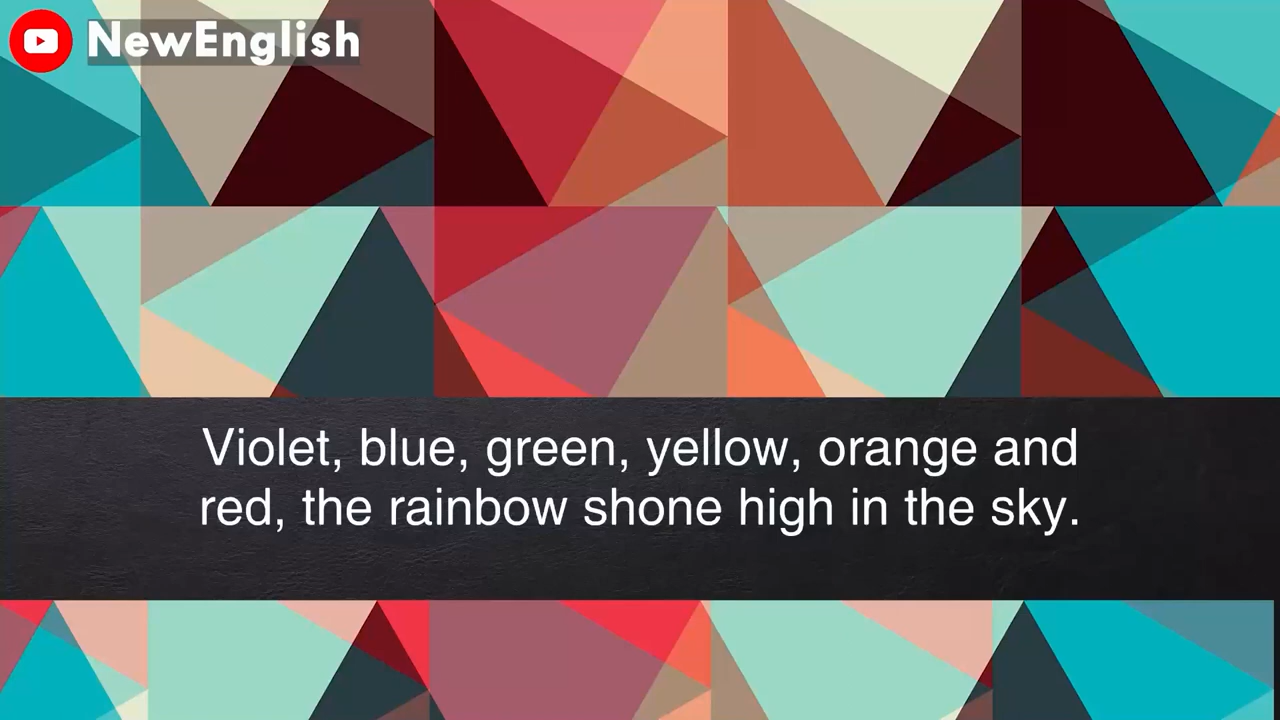 NewEnglish
Violet, blue, green, yellow, orange and
red, the rainbow shone high in the sky.